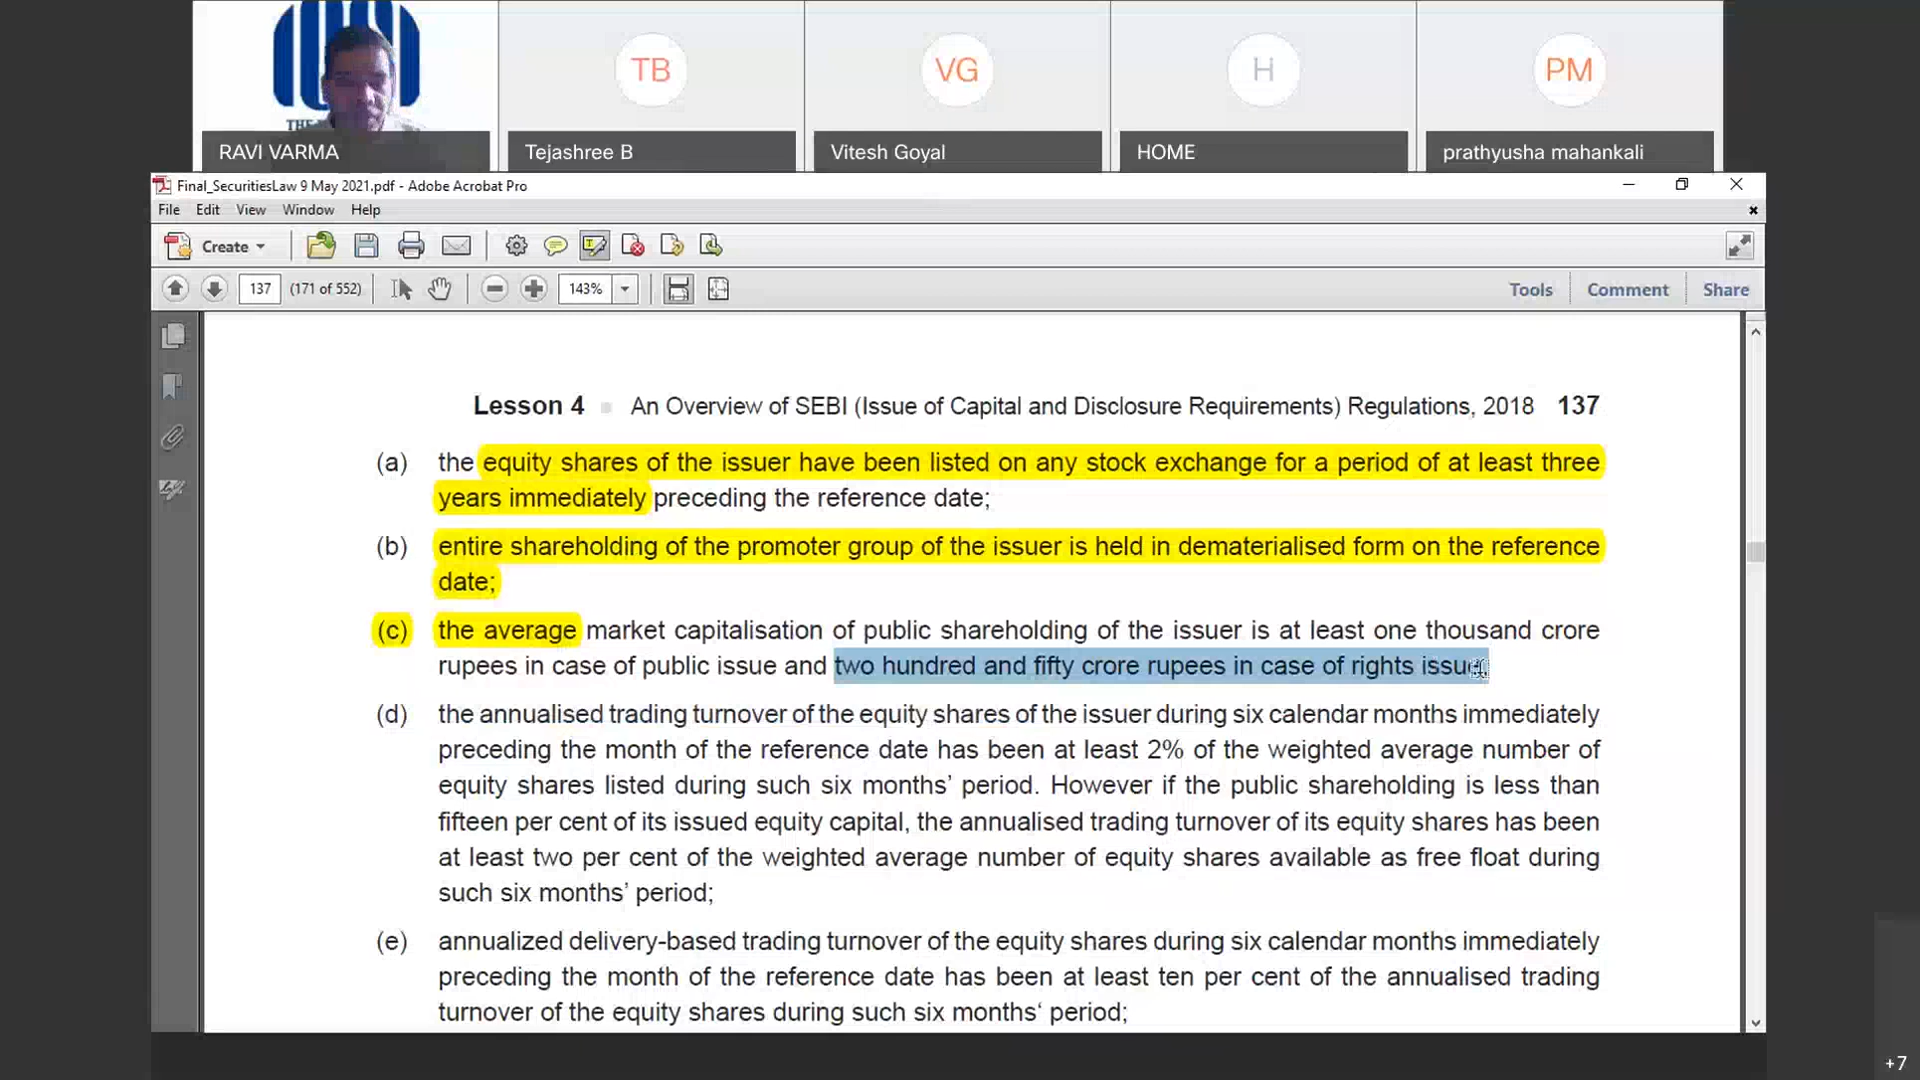 TB
VG
H
PM
THE
RAVI VARMA
Tejashree B
Vitesh Goyal
HOME
prathyusha mahankali
Final_SecuritiesLaw 9 May 2021.pdf - Adobe Acrobat Pro
File Edit View Window Help
Create
137 (171 of 552) 143% Tools Comment Share
Lesson 4 An Overview of SEBI (Issue of Capital and Disclosure Requirements) Regulations, 2018 137
(a) the equity shares of the issuer have been listed on any stock exchange for a period of at least three
years immediately preceding the reference date;
(b) entire shareholding of the promoter group of the issuer is held in dematerialised form on the reference
date;
(c) the average market capitalisation of public shareholding of the issuer is at least one thousand crore
rupees in case of public issue and two hundred and fifty crore rupees in case of rights issue.
(d) the annualised trading turnover of the equity shares of the issuer during six calendar months immediately
preceding the month of the reference date has been at least 2% of the weighted average number of
equity shares listed during such six months’ period. However if the public shareholding is less than
fifteen per cent of its issued equity capital, the annualised trading turnover of its equity shares has been
at least two per cent of the weighted average number of equity shares available as free float during
such six months’ period;
(e) annualized delivery-based trading turnover of the equity shares during six calendar months immediately
preceding the month of the reference date has been at least ten per cent of the annualised trading
turnover of the equity shares during such six months‘ period;
+7